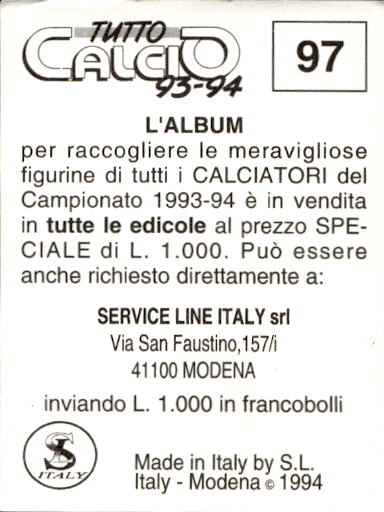 TUTTO
CALCIO
93-94
97
L'ALBUM
per raccogliere le meravigliose
figurine di tutti i CALCIATORI del
Campionato 1993-94 è in vendita
in tutte le edicole al prezzo SPE-
CIALE di L. 1.000. Può essere
anche richiesto direttamente a:
SERVICE LINE ITALY srl
Via San Faustino,157/i
41100 MODENA
inviando L. 1.000 in francobolli
SL
ITALY
Made in Italy by S.L.
Italy - Modena © 1994